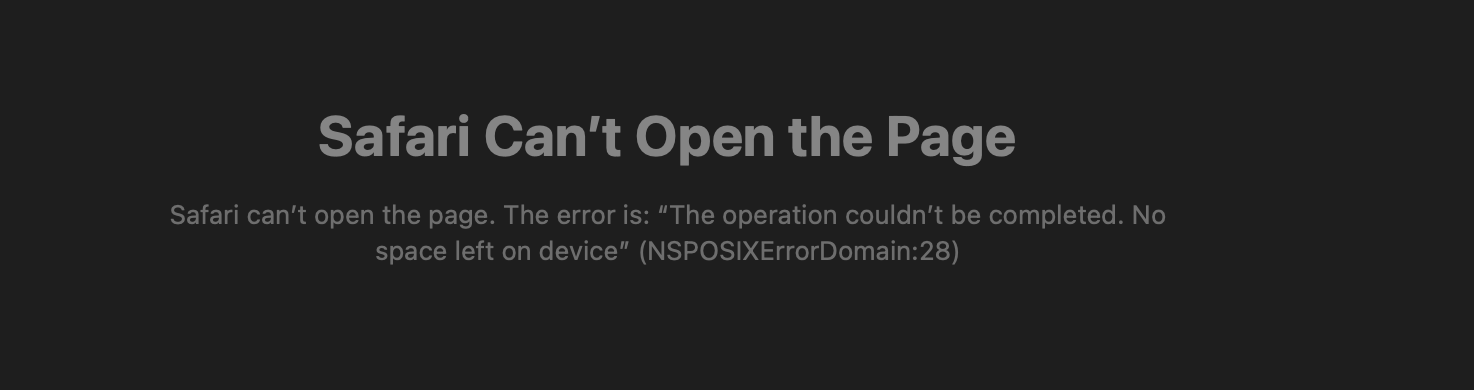 Safari Can’t Open the Page
Safari can’t open the page. The error is: “The operation couldn’t be completed. No
space left on device” (NSPOSIXErrorDomain:28)